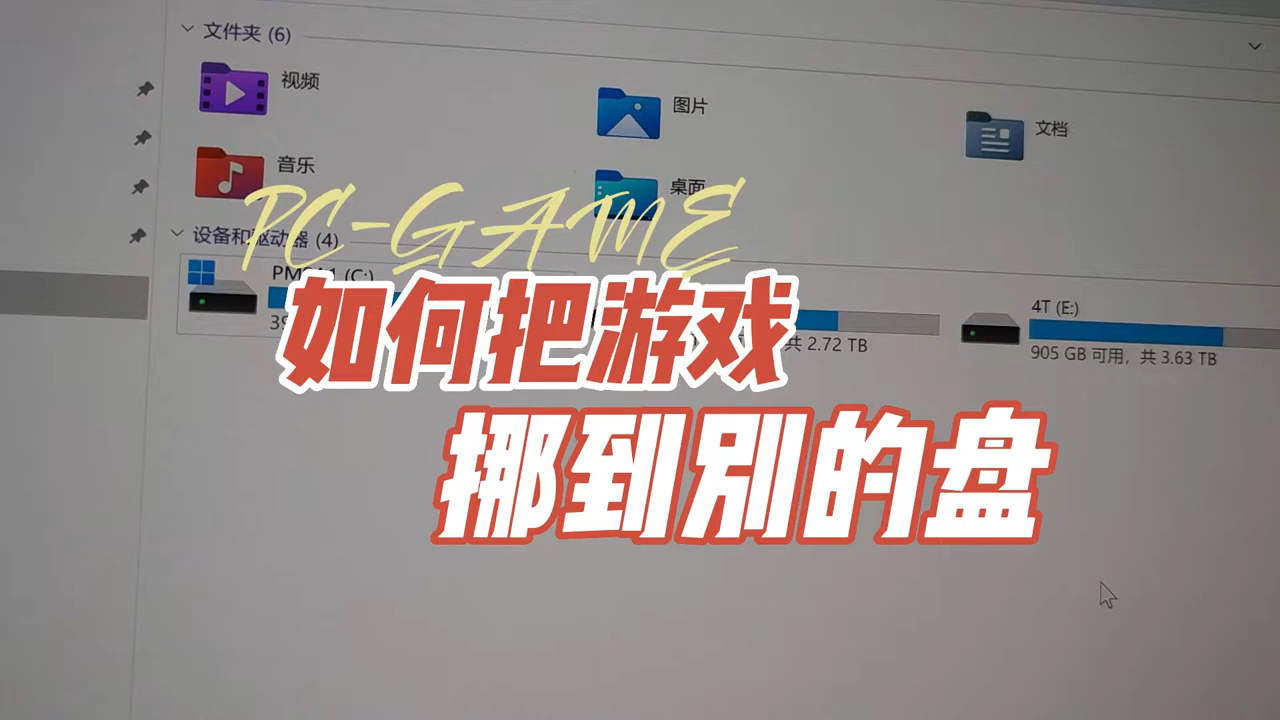 文件夹 (6)
视频
图片
文档
音乐
桌面
PC-GAME
设备和驱动器 (4)
(C:)
如何把游戏
4T (E:)
共 2.72 TB
905 GB 可用，共 3.63 TB
挪到别的盘